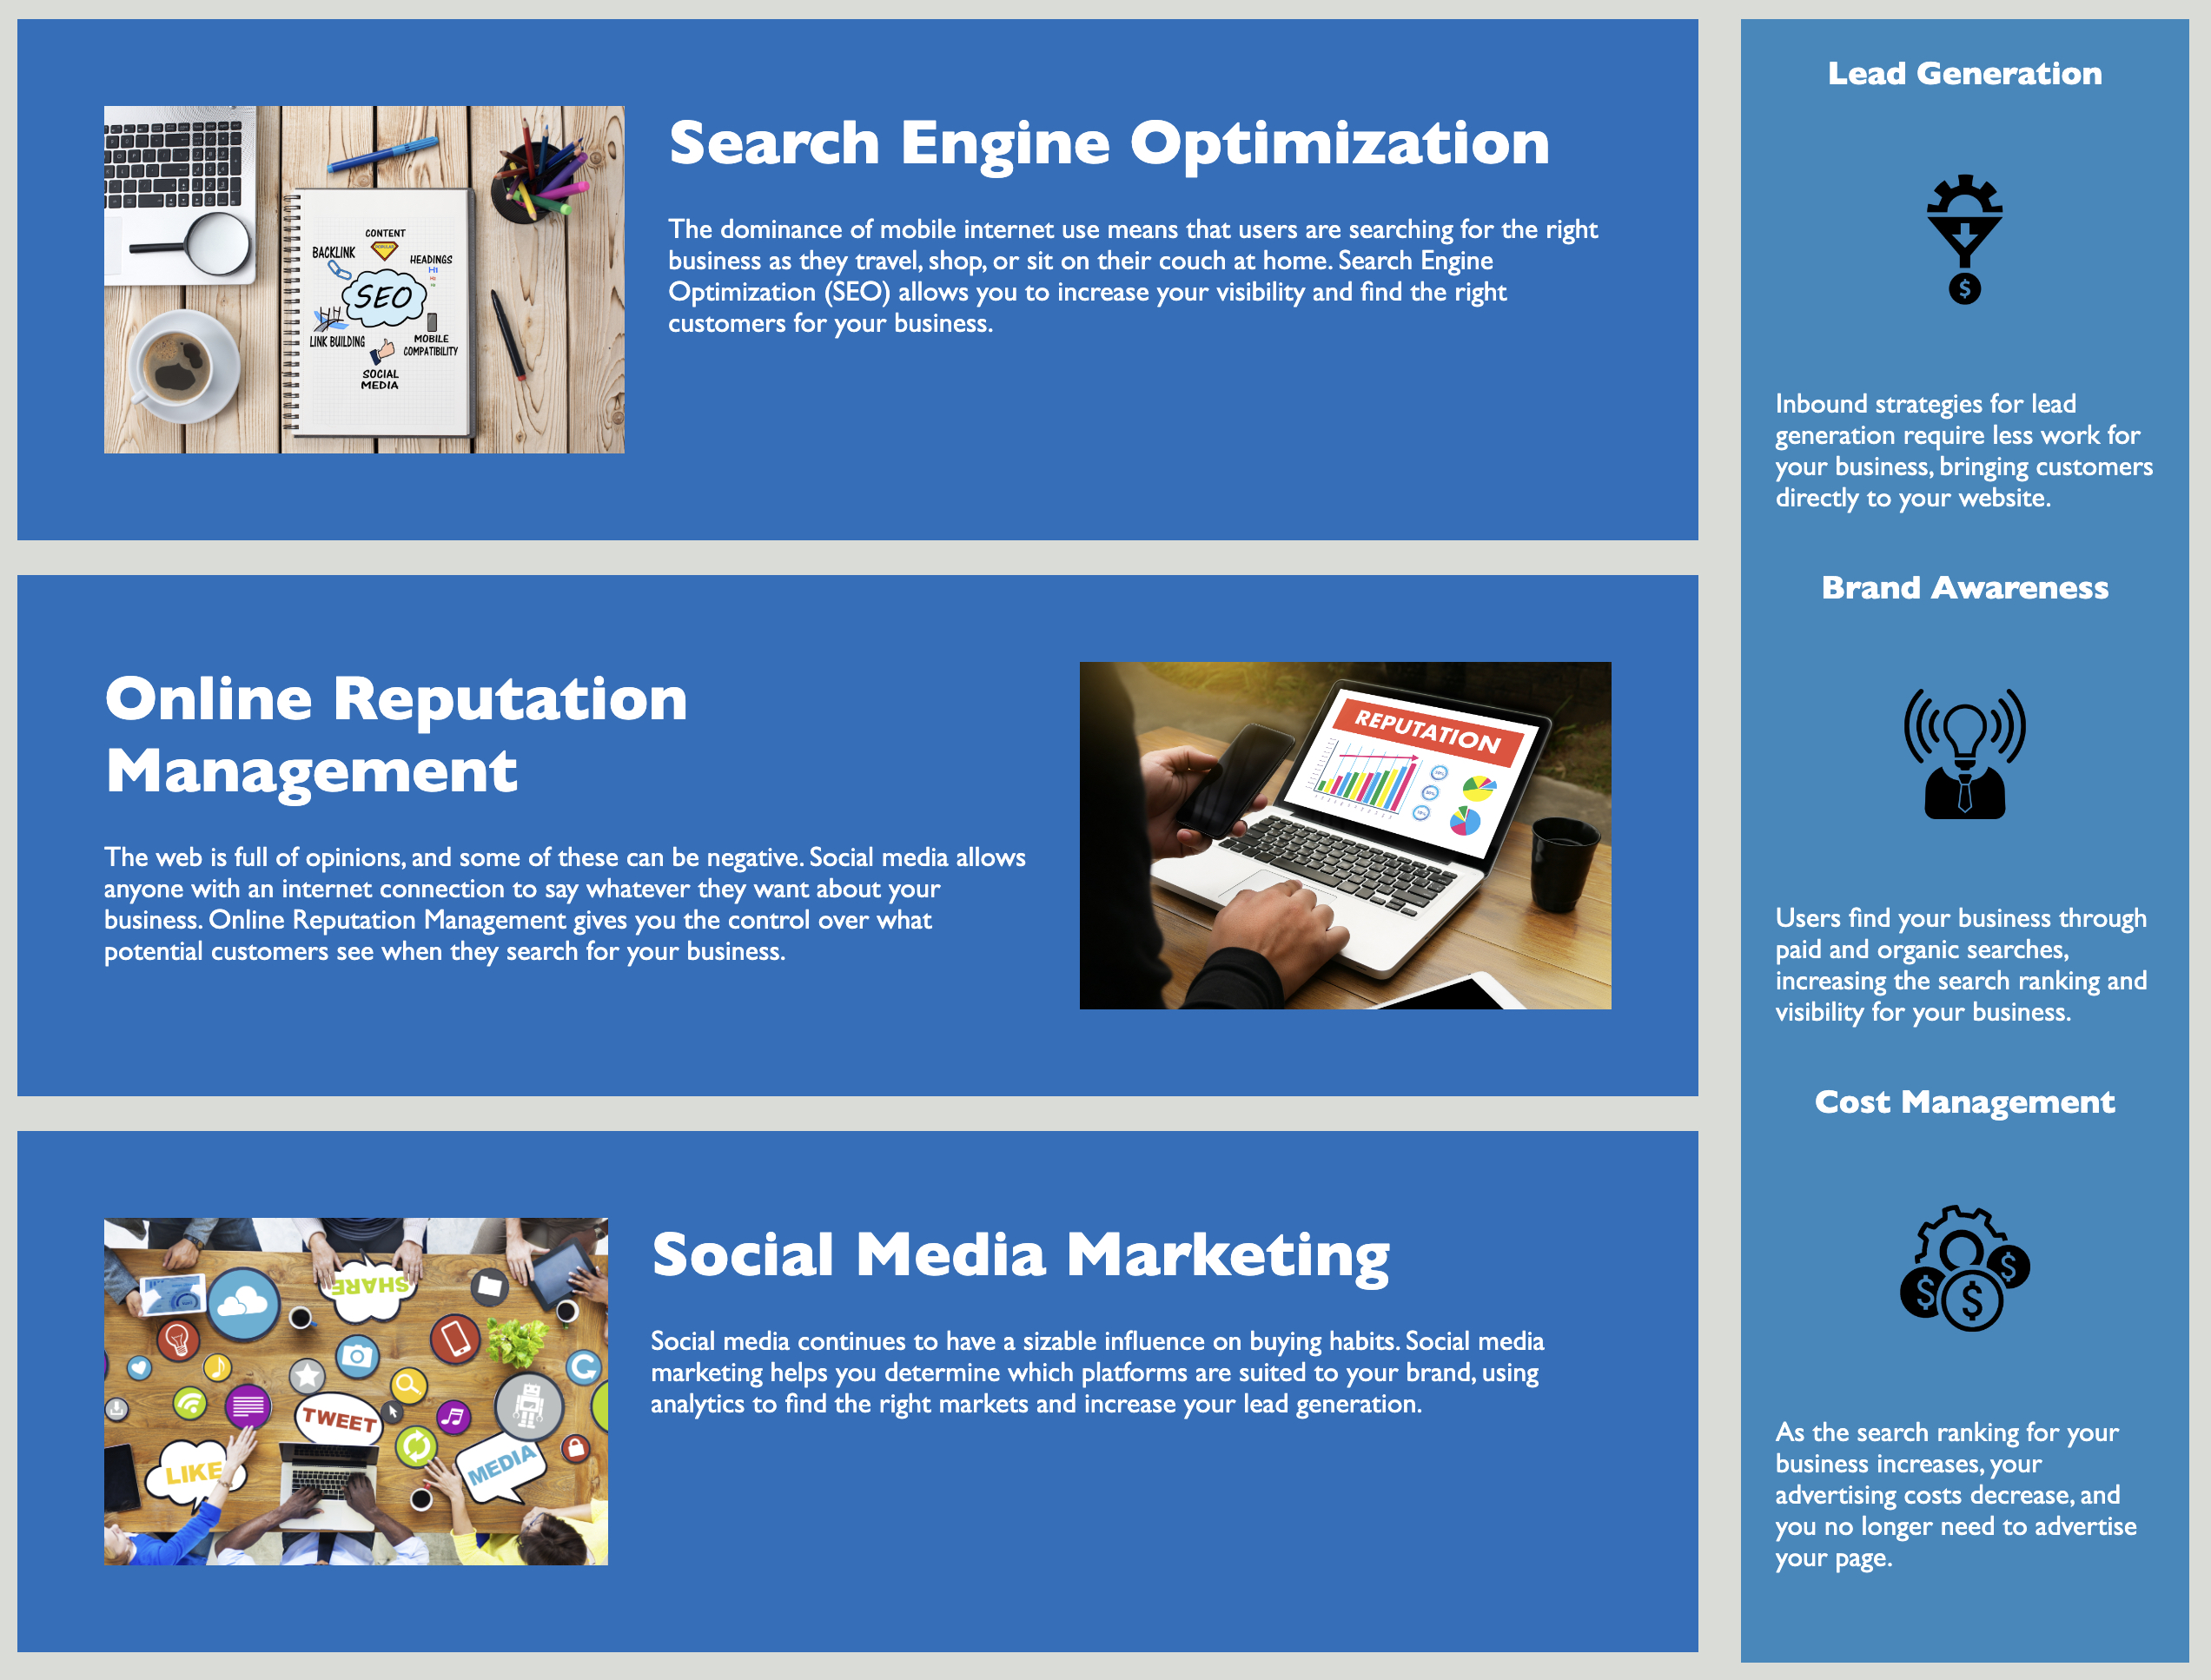 Search Engine Optimization
The dominance of mobile internet use means that users are searching for the right
business as they travel, shop, or sit on their couch at home. Search Engine
Optimization (SEO) allows you to increase your visibility and find the right
customers for your business.
CONTENT
BACKLINK
HEADINGS
H1
SEO
LINK BUILDING
MOBILE
COMPATIBILITY
SOCIAL
MEDIA
Online Reputation
Management
The web is full of opinions, and some of these can be negative. Social media allows
anyone with an internet connection to say whatever they want about your
business. Online Reputation Management gives you the control over what
potential customers see when they search for your business.
REPUTATION
Social Media Marketing
Social media continues to have a sizable influence on buying habits. Social media
marketing helps you determine which platforms are suited to your brand, using
analytics to find the right markets and increase your lead generation.
SHARE
TWEET
LIKE
MEDIA
Lead Generation
$
Inbound strategies for lead
generation require less work for
your business, bringing customers
directly to your website.
Brand Awareness
Users find your business through
paid and organic searches,
increasing the search ranking and
visibility for your business.
Cost Management
$ $ $
As the search ranking for your
business increases, your
advertising costs decrease, and
you no longer need to advertise
your page.